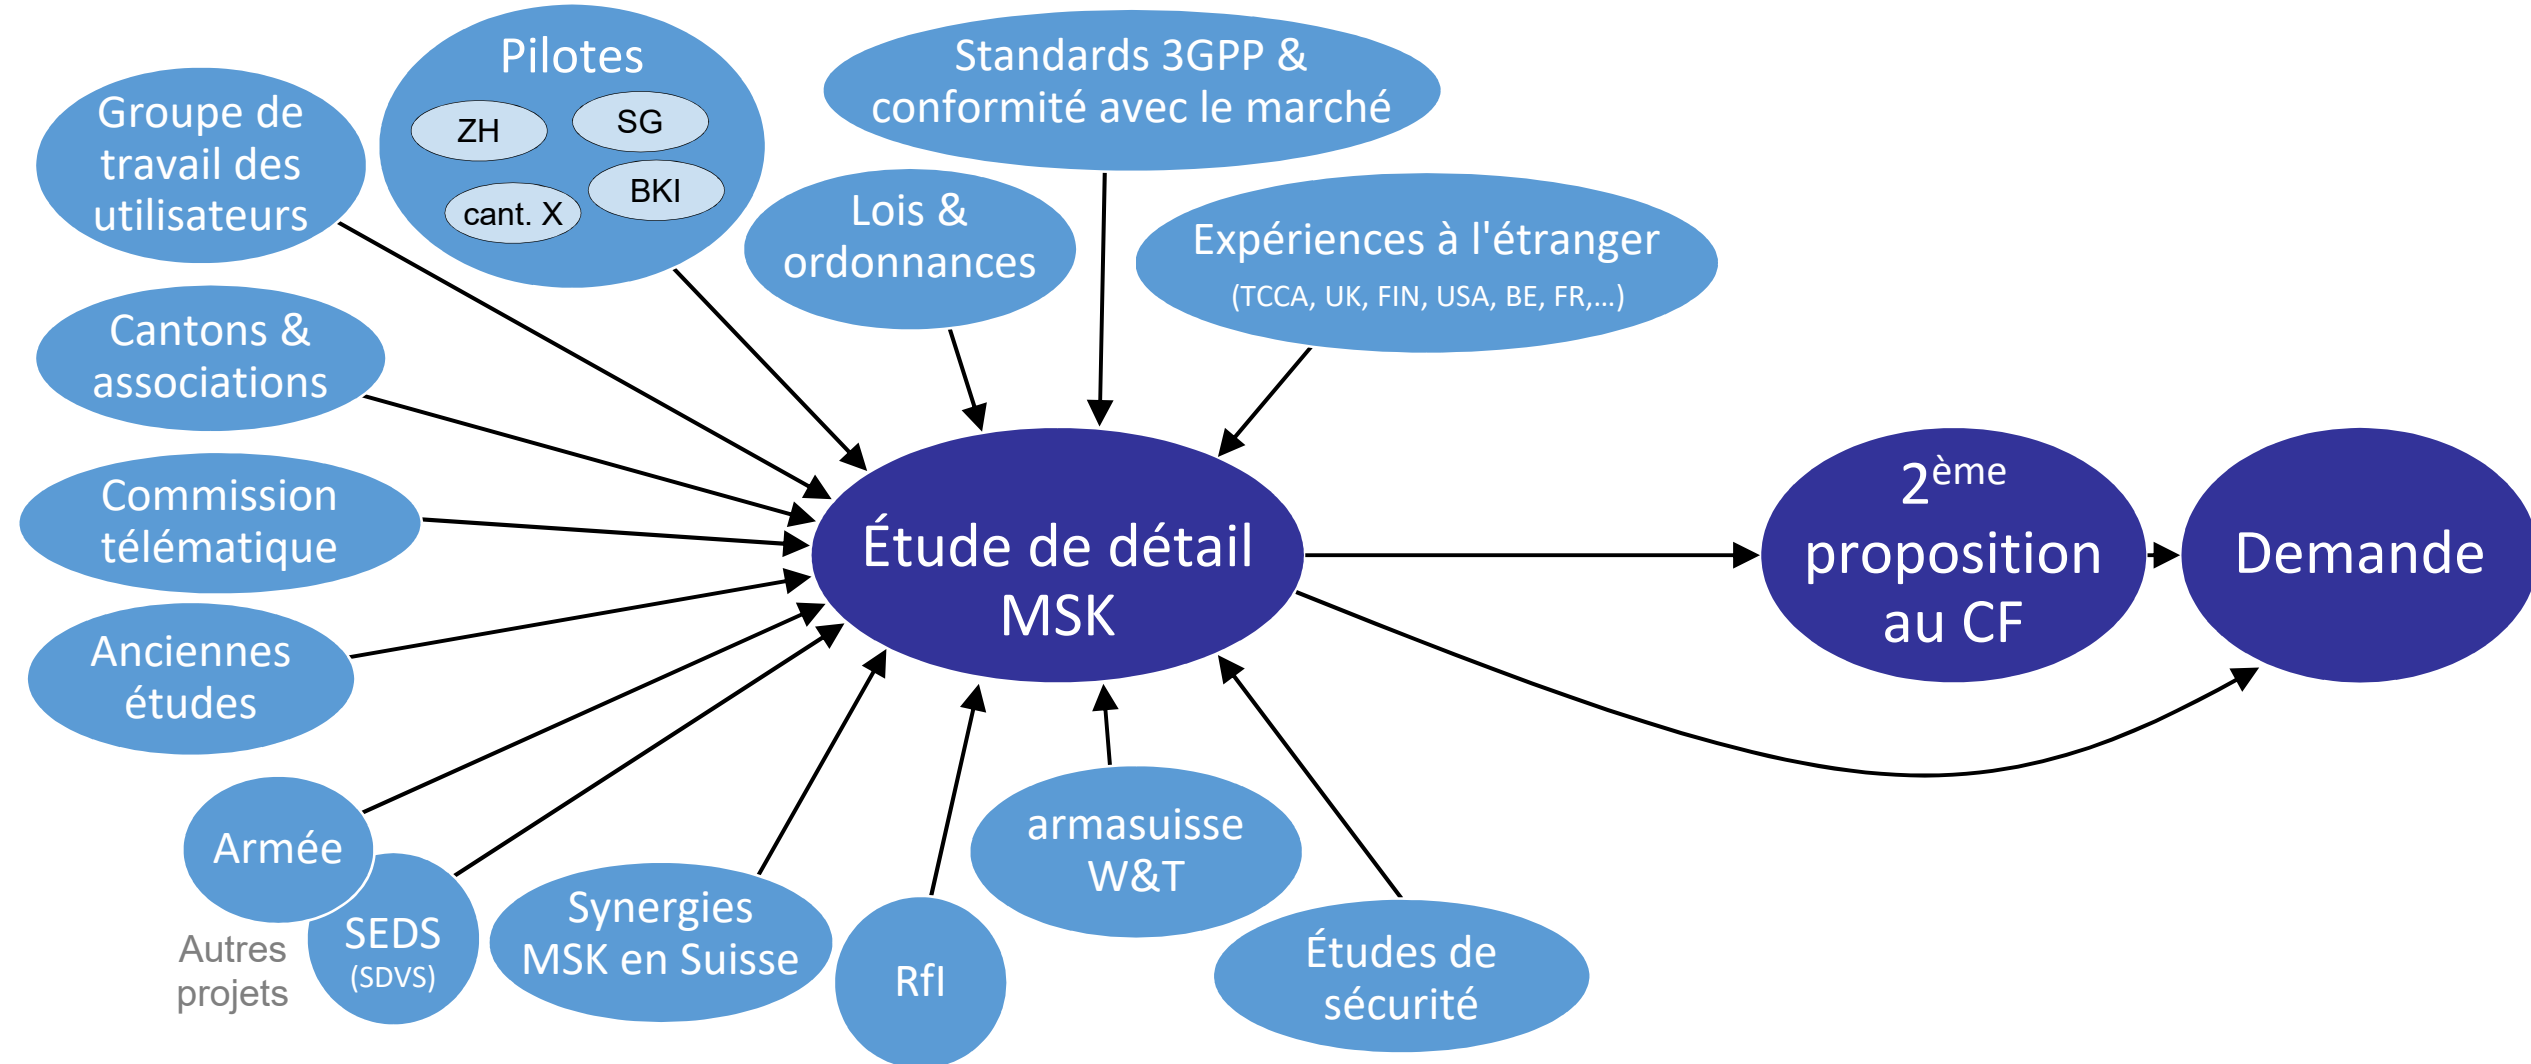 Pilotes
ZH
SG
cant. X
BKI
Standards 3GPP &
conformité avec le marché
Groupe de
travail des
utilisateurs
Lois &
ordonnances
Expériences à l'étranger
(TCCA, UK, FIN, USA, BE, FR,...)
Cantons &
associations
Commission
télématique
Anciennes
études
Étude de détail
MSK
2ème
proposition
au CF
Demande
Armée
SEDS
(SDVS)
Autres
projets
Synergies
MSK en Suisse
RfI
armasuisse
W&T
Études de
sécurité